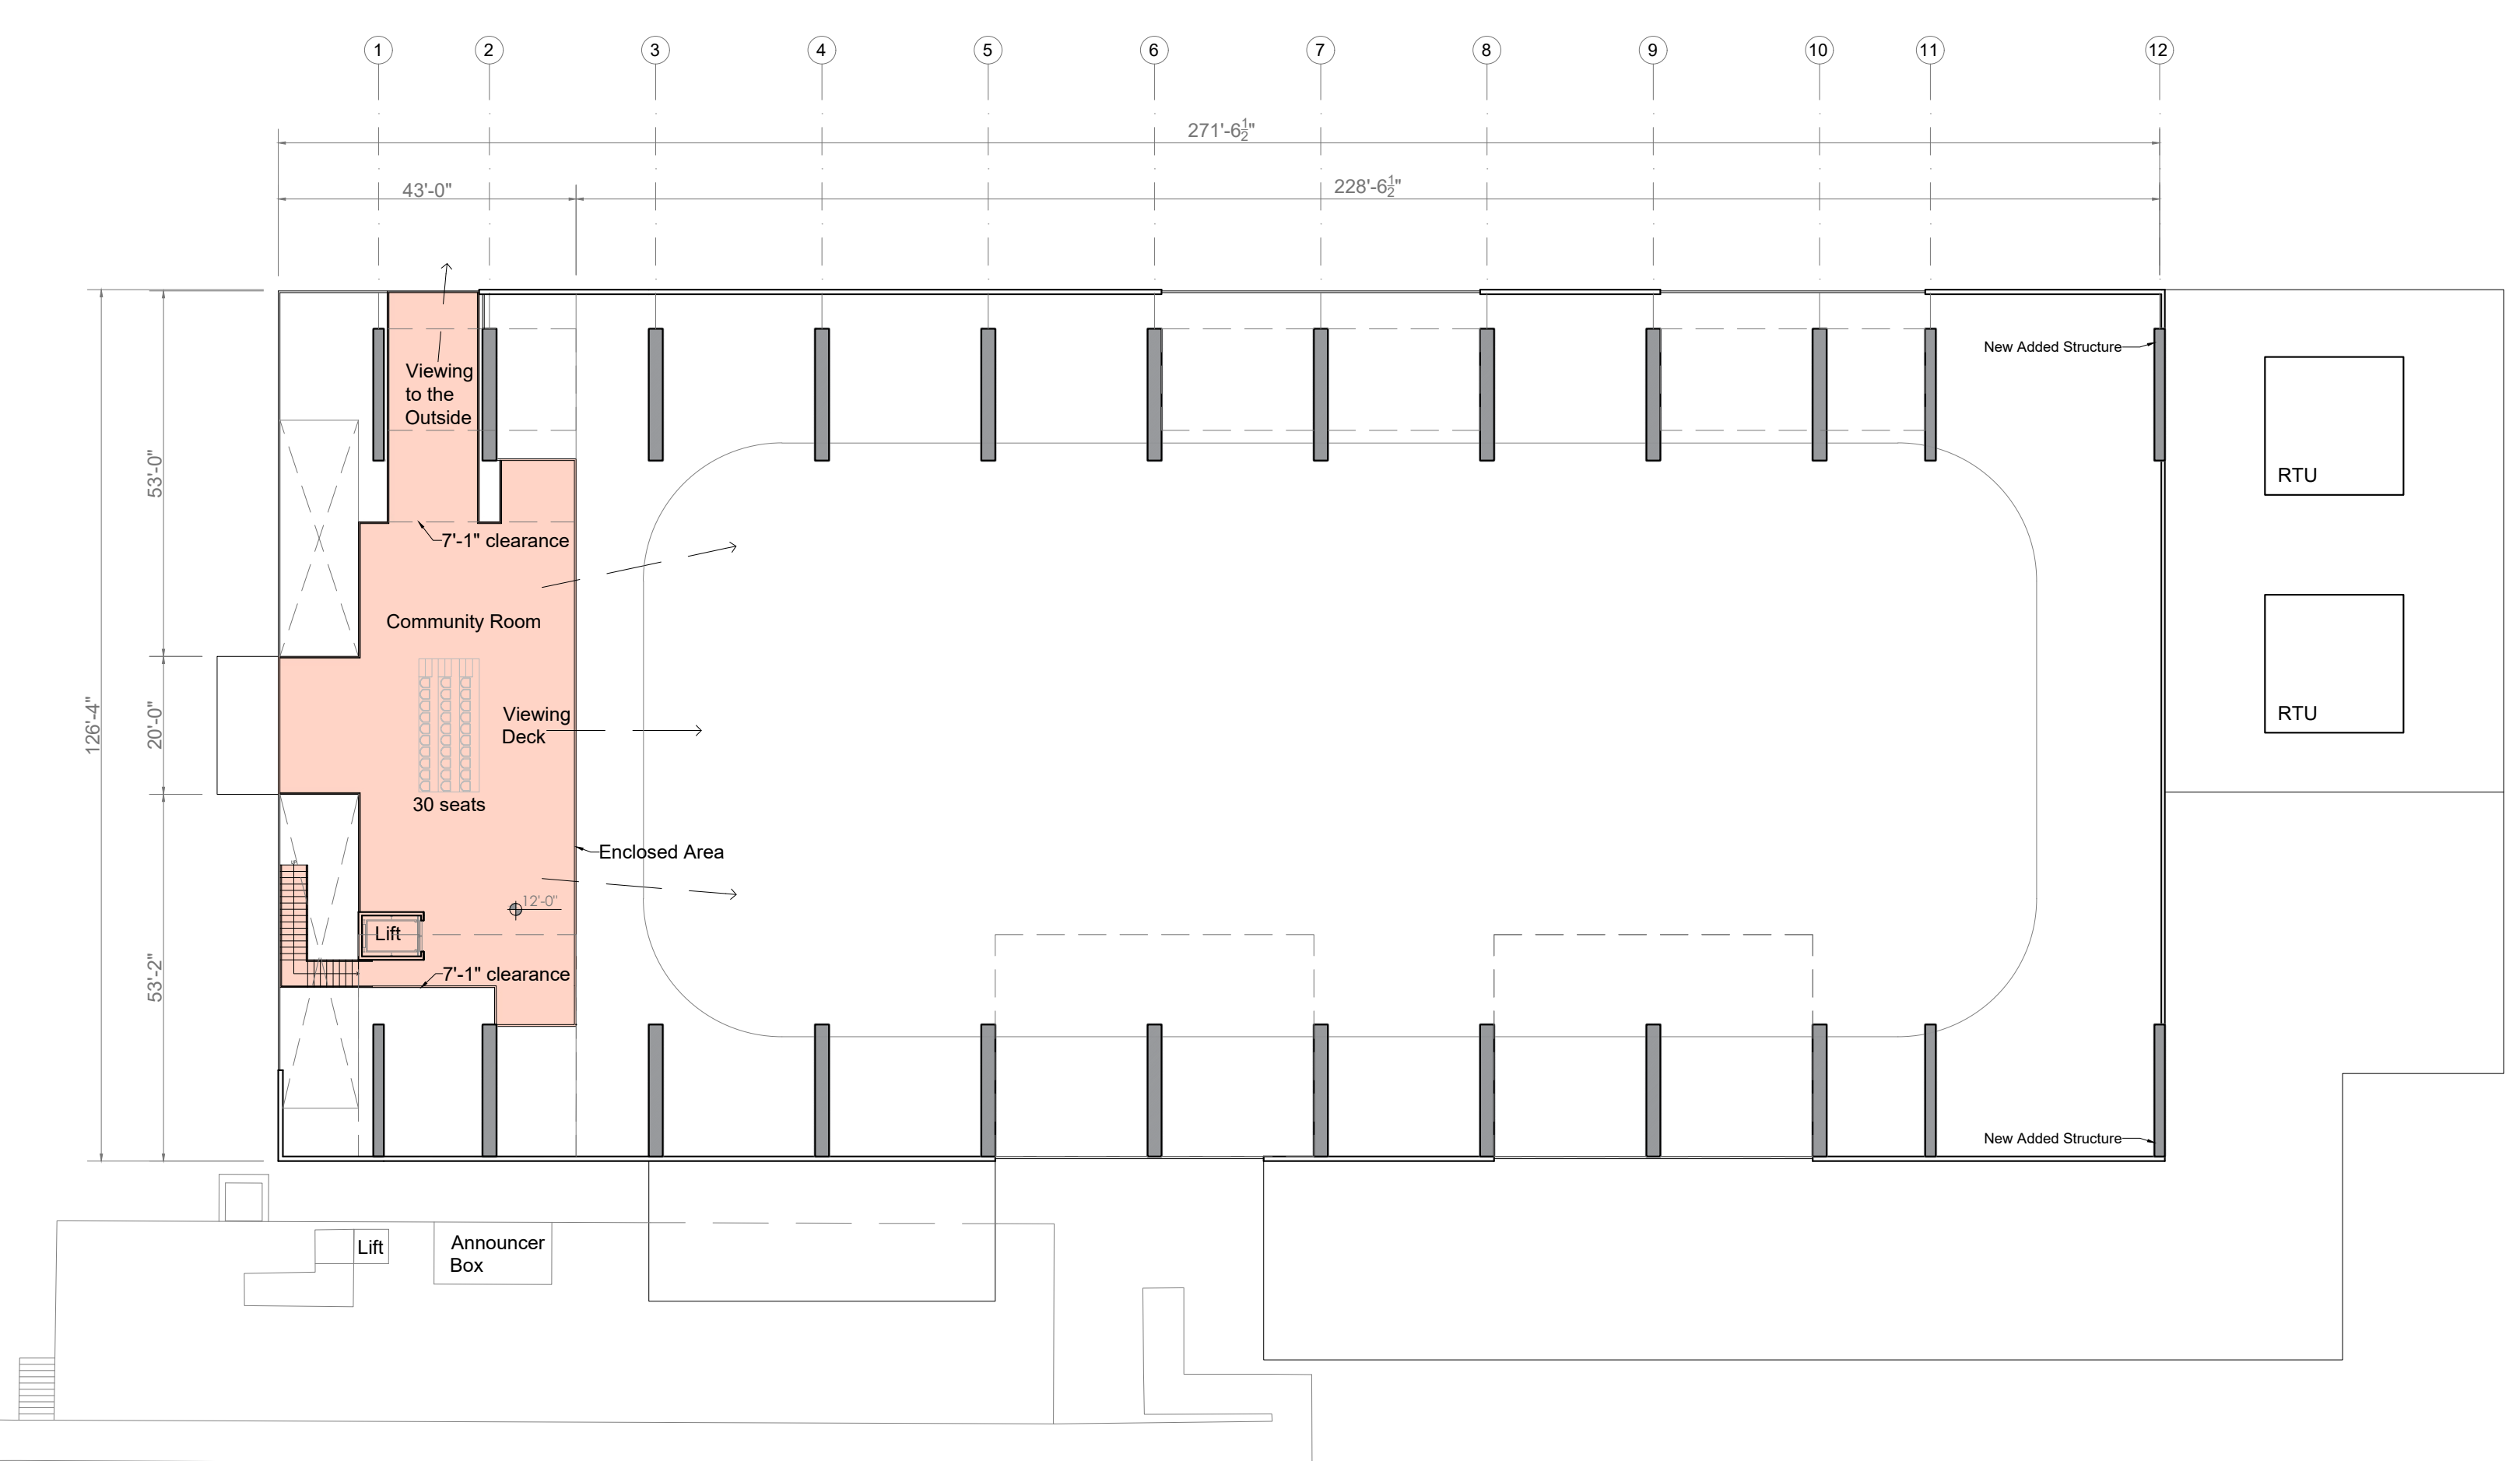 1 2 3 4 5 6 7 8 9 10 11 12
271'-6½"
43'-0"
228'-6½"
Viewing
to the
Outside
New Added Structure
53'-0"
RTU
7'-1" clearance
Community Room
126'-4"
20'-0"
Viewing
Deck
RTU
30 seats
Enclosed Area
12'-0"
Lift
53'-2"
7'-1" clearance
New Added Structure
Lift
Announcer
Box